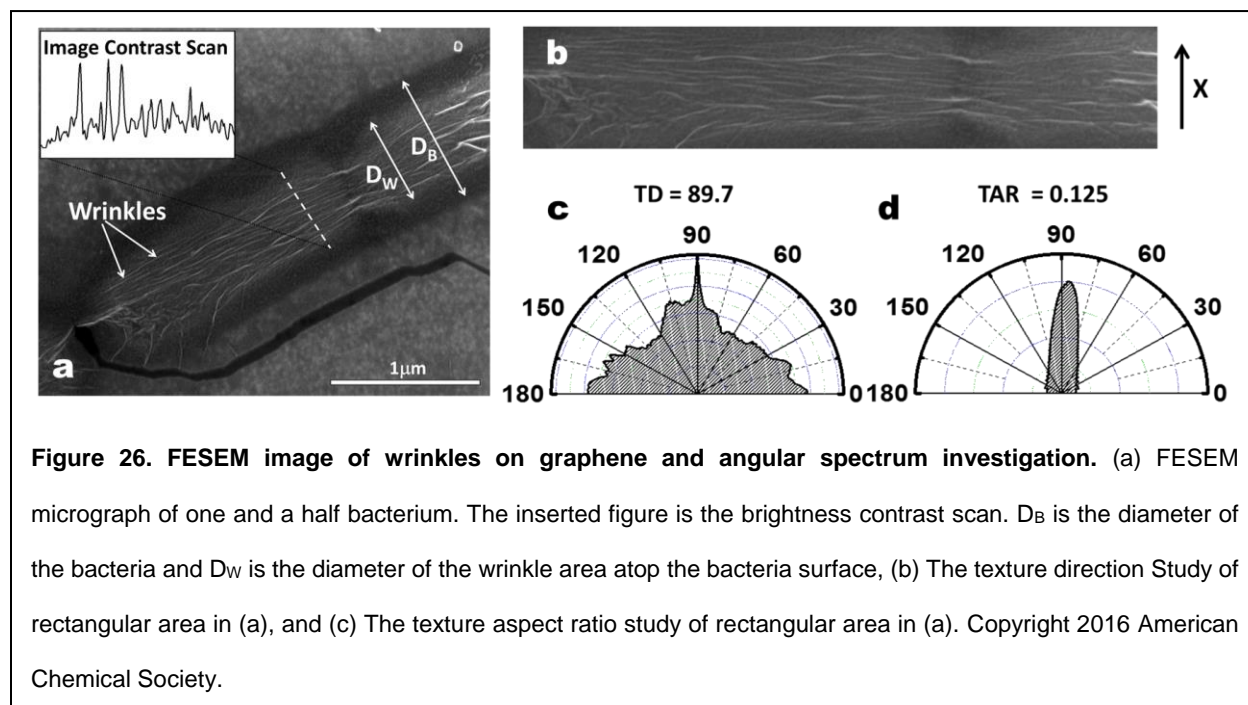 Image Contrast Scan
D_W
D_B
Wrinkles
a
1μm
b
X
c
TD = 89.7
90
120
60
150
30
180
0
d
TAR = 0.125
90
120
60
150
30
180
0
Figure 26. FESEM image of wrinkles on graphene and angular spectrum investigation. (a) FESEM
micrograph of one and a half bacterium. The inserted figure is the brightness contrast scan. D_B is the diameter of
the bacteria and D_W is the diameter of the wrinkle area atop the bacteria surface, (b) The texture direction Study of
rectangular area in (a), and (c) The texture aspect ratio study of rectangular area in (a). Copyright 2016 American
Chemical Society.